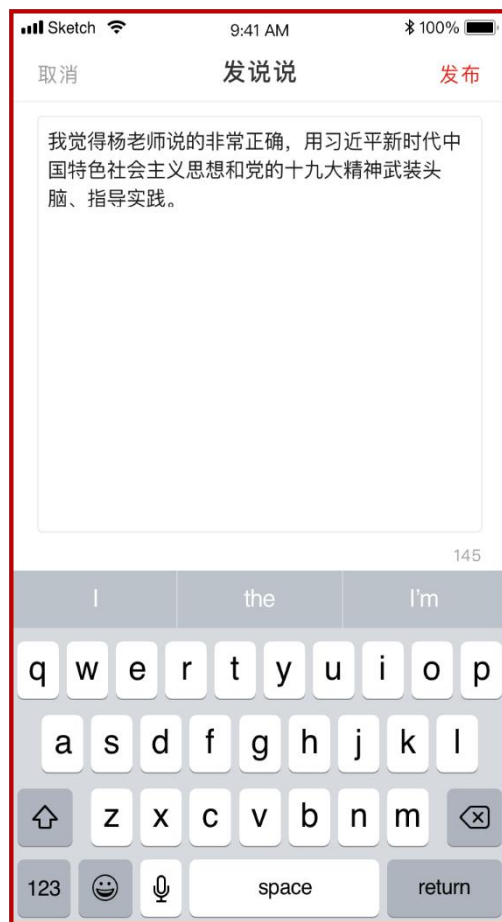 Sketch 9:41 AM 100%
取消 发说说 发布
我觉得杨老师说的非常正确，用习近平新时代中
国特色社会主义思想和党的十九大精神武装头
脑、指导实践。
145
I the I'm
q w e r t y u i o p
a s d f g h j k l
z x c v b n m
123 space return